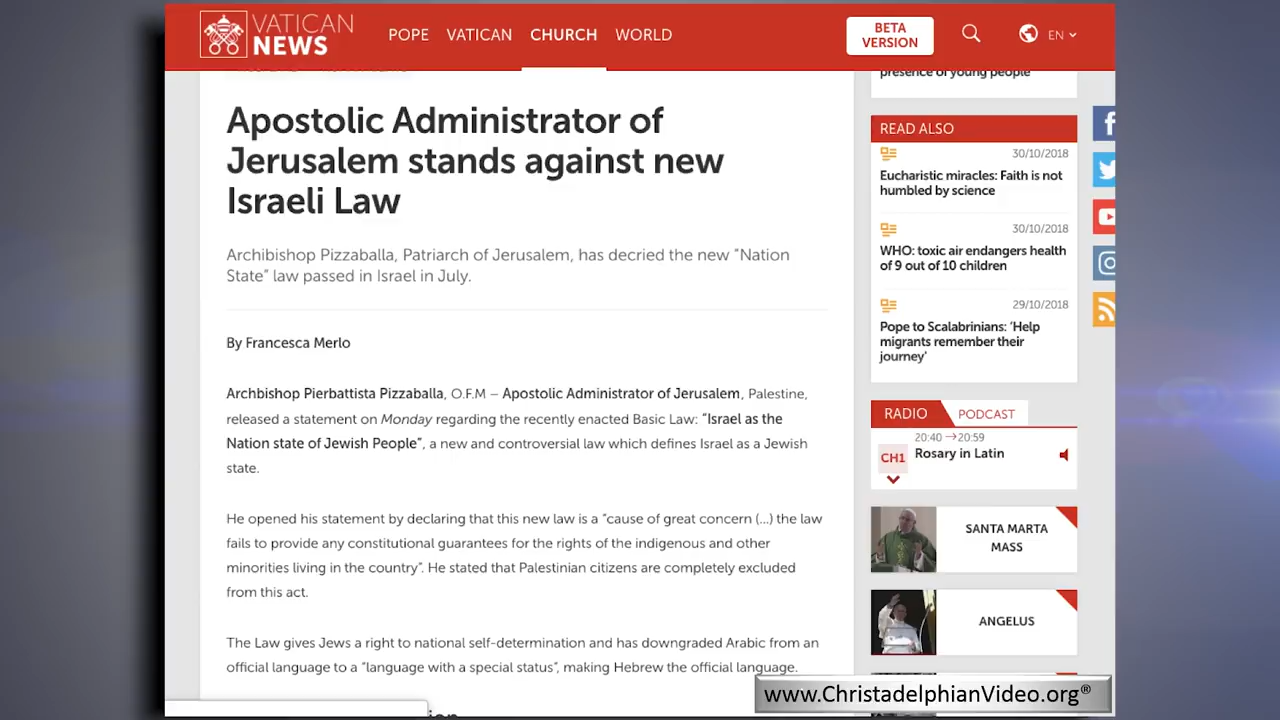 VATICAN
NEWS
POPE VATICAN CHURCH WORLD
BETA
VERSION
EN
Apostolic Administrator of
Jerusalem stands against new
Israeli Law
Archbishop Pizzaballa, Patriarch of Jerusalem, has decried the new “Nation
State” law passed in Israel in July.
By Francesca Merlo
Archbishop Pierbattista Pizzaballa, O.F.M – Apostolic Administrator of Jerusalem, Palestine,
released a statement on Monday regarding the recently enacted Basic Law: “Israel as the
Nation state of Jewish People”, a new and controversial law which defines Israel as a Jewish
state.
He opened his statement by declaring that this new law is a “cause of great concern (…) the law
fails to provide any constitutional guarantees for the rights of the indigenous and other
minorities living in the country”. He stated that Palestinian citizens are completely excluded
from this act.
The Law gives Jews a right to national self-determination and has downgraded Arabic from an
official language to a “language with a special status”, making Hebrew the official language.
presence of young people
READ ALSO
30/10/2018
Eucharistic miracles: Faith is not
humbled by science
30/10/2018
WHO: toxic air endangers health
of 9 out of 10 children
29/10/2018
Pope to Scalabrinians: ‘Help
migrants remember their
journey’
RADIO PODCAST
20:40 →20:59
CH1 Rosary in Latin
SANTA MARTA
MASS
ANGELUS
www.ChristadelphianVideo.org®